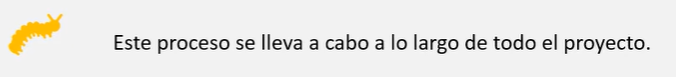 Este proceso se lleva a cabo a lo largo de todo el proyecto.